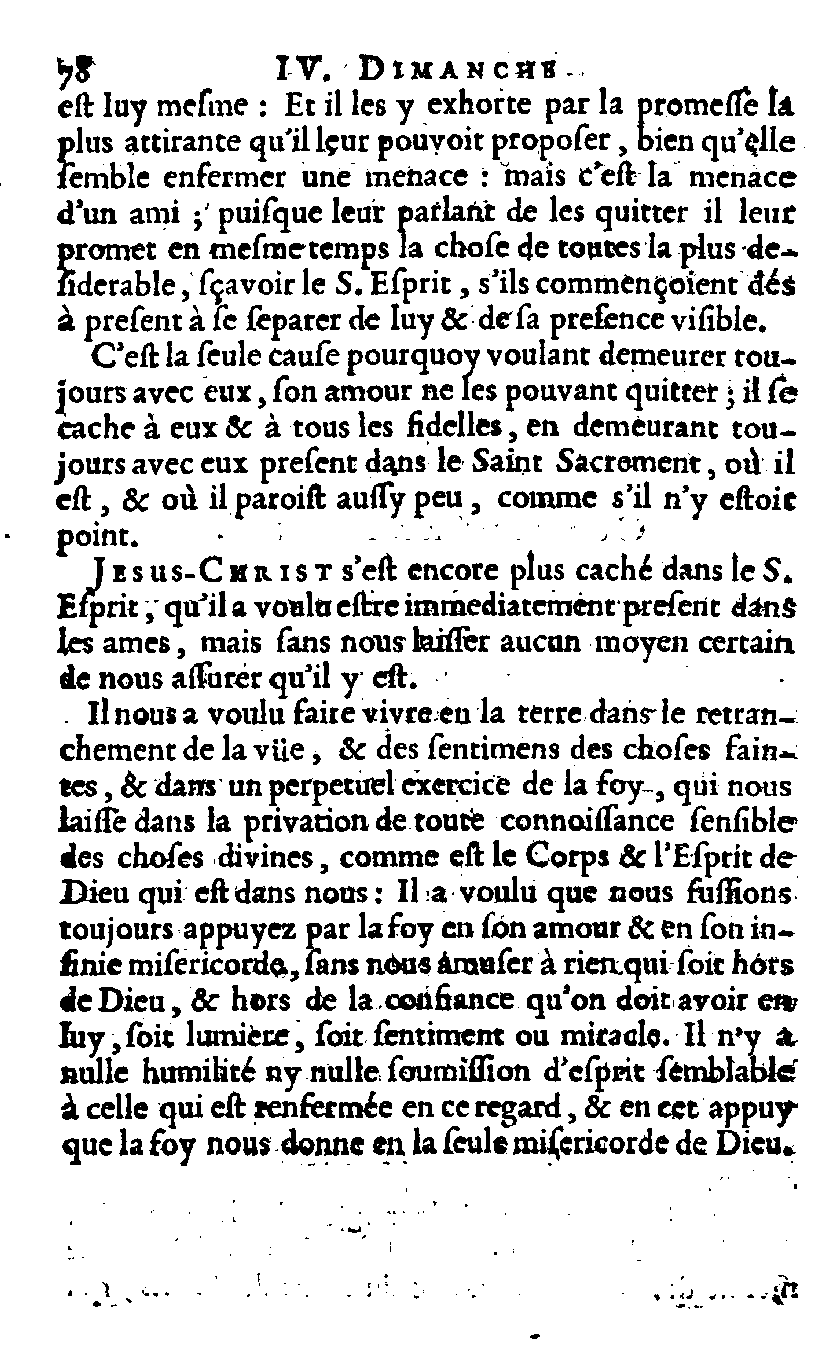 78 IV. DIMANCHE
eſt luy meſme : Et il les y exhorte par la promeſſe la
plus attirante qu'il leur pouvoit propoſer, bien qu'elle
ſemble enfermer une menace : mais c'eſt la menace
d'un ami ; puiſque leur parlant de les quitter il leur
promet en meſme temps la choſe de toutes la plus de-
ſiderable, ſçavoir le S. Eſprit, s'ils commençoient dés
à preſent à ſe ſeparer de luy & de ſa preſence viſible.
C'eſt la ſeule cauſe pourquoy voulant demeurer tou-
jours avec eux, ſon amour ne les pouvant quitter ; il ſe
cache à eux & à tous les fidelles, en demeurant tou-
jours avec eux preſent dans le Saint Sacrement, où il
eſt, & où il paroiſt auſſy peu, comme s'il n'y eſtoit
point.
JESUS-CHRIST s'eſt encore plus caché dans le S.
Eſprit, qu'il a voulu eſtre immediatement preſent dans
les ames, mais ſans nous laiſſer aucun moyen certain
de nous aſſurer qu'il y eſt.
Il nous a voulu faire vivre en la terre dans le retran-
chement de la vüe, & des ſentimens des choſes ſain-
tes, & dans un perpetuel exercice de la foy, qui nous
laiſſe dans la privation de toute connoiſſance ſenſible
des choſes divines, comme eſt le Corps & l'Eſprit de
Dieu qui eſt dans nous : Il a voulu que nous fuſſions
toujours appuyez par la foy en ſon amour & en ſon in-
finie miſericorde, ſans nous amuſer à rien qui ſoit hors
de Dieu, & hors de la confiance qu'on doit avoir en
luy, ſoit lumiere, ſoit ſentiment ou miracle. Il n'y a
nulle humilité ny nulle ſoumiſſion d'eſprit ſemblable
à celle qui eſt renfermée en ce regard, & en cet appuy
que la foy nous donne en la ſeule miſericorde de Dieu.